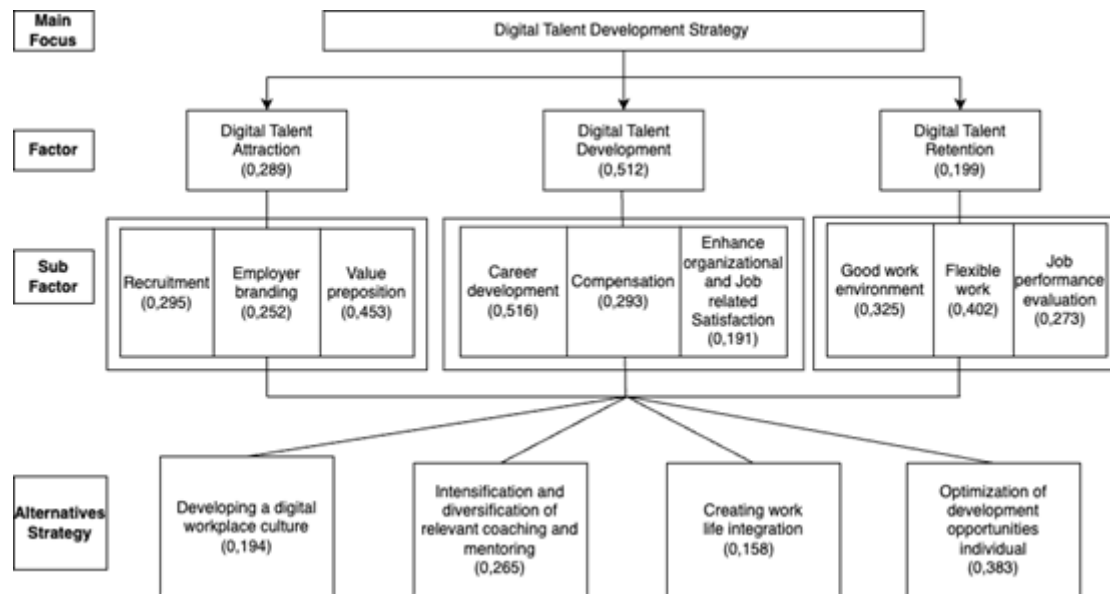 Main
Focus
Digital Talent Development Strategy
Factor
Digital Talent
Attraction
(0,289)
Digital Talent
Development
(0,512)
Digital Talent
Retention
(0,199)
Sub
Factor
Recruitment
(0,295)
Employer
branding
(0,252)
Value
preposition
(0,453)
Career
development
(0,516)
Compensation
(0,293)
Enhance
organizational
and Job
related
Satisfaction
(0,191)
Good work
environment
(0,325)
Flexible
work
(0,402)
Job
performance
evaluation
(0,273)
Alternatives
Strategy
Developing a digital
workplace culture
(0,194)
Intensification and
diversification of
relevant coaching and
mentoring
(0,265)
Creating work
life integration
(0,158)
Optimization of
development
opportunities
individual
(0,383)